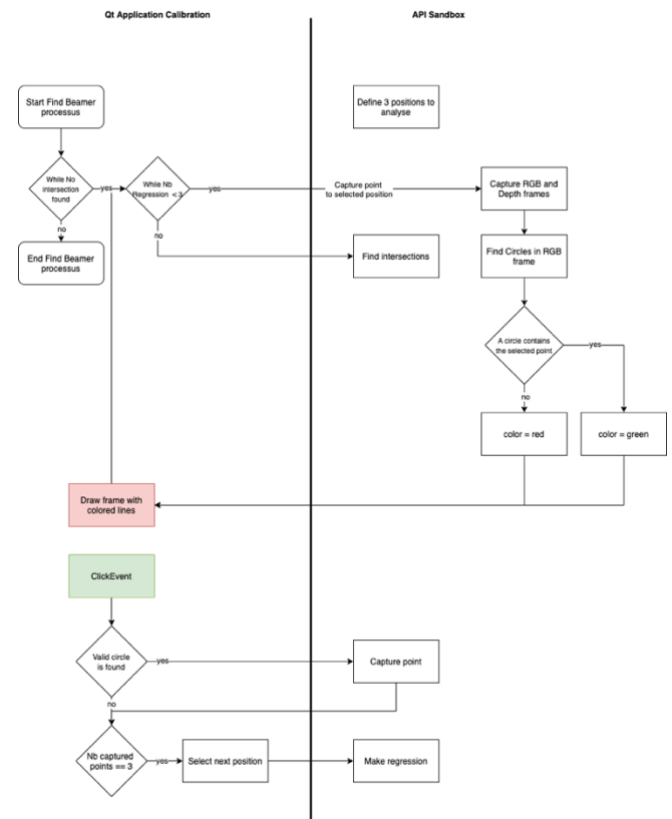 Qt Application Calibration
API Sandbox
Start Find Beamer
processus
Define 3 positions to
analyse
While No
intersection
found
yes
While Nb
Regression < 3
yes
Capture point
to selected position
Capture RGB and
Depth frames
no
no
End Find Beamer
processus
Find intersections
Find Circles in RGB
frame
A circle contains
the selected point
yes
no
color = red
color = green
Draw frame with
colored lines
ClickEvent
Valid circle
is found
yes
Capture point
no
Nb captured
points == 3
yes
Select next position
Make regression